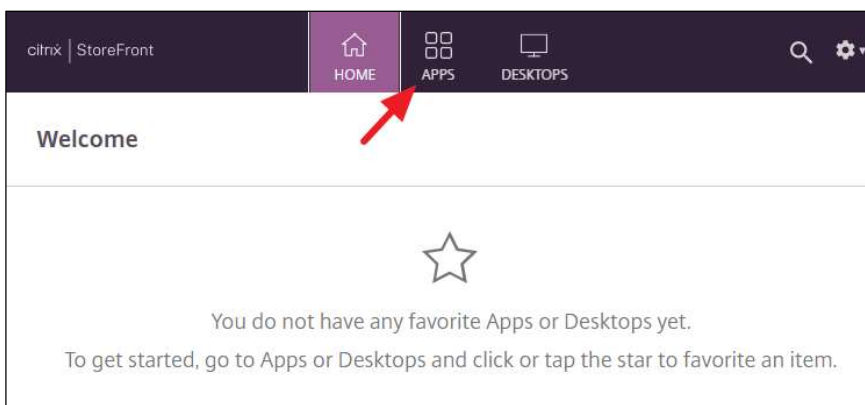 citrix | StoreFront
HOME
APPS
DESKTOPS
Welcome
You do not have any favorite Apps or Desktops yet.
To get started, go to Apps or Desktops and click or tap the star to favorite an item.